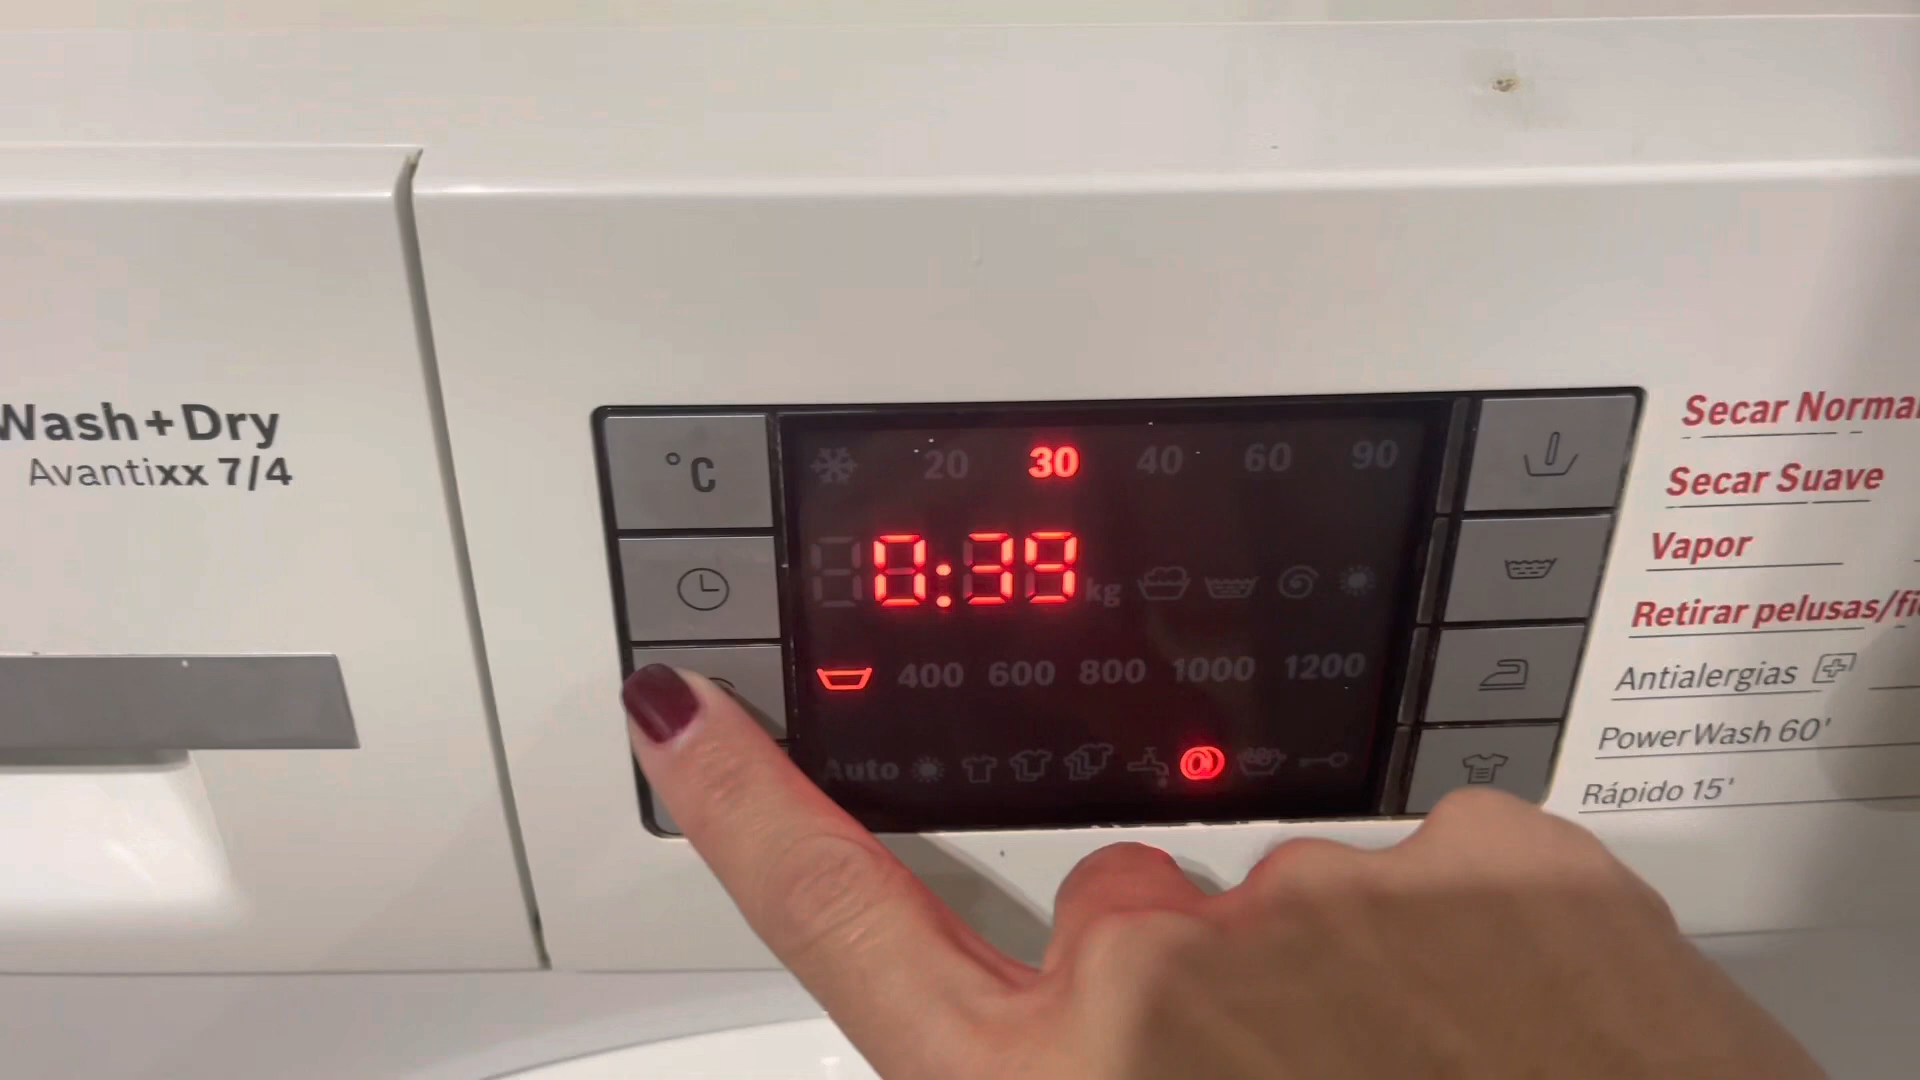 Wash+Dry
Avantixx 7/4
°C
20 30 40 60 90
0:39 kg
400 600 800 1000 1200
Auto
Secar Norma
Secar Suave
Vapor
Retirar pelusas/fi
Antialergias
PowerWash 60'
Rápido 15'